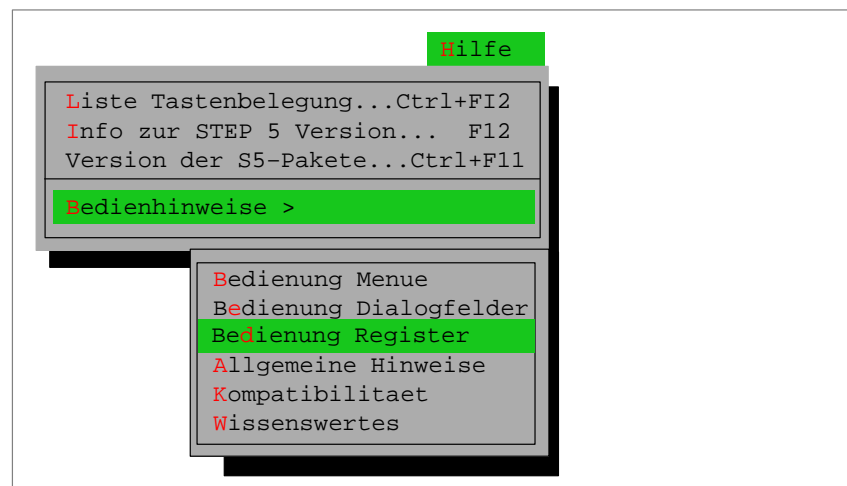 Hilfe
Liste Tastenbelegung...Ctrl+FI2
Info zur STEP 5 Version... F12
Version der S5-Pakete...Ctrl+F11
Bedienhinweise >
Bedienung Menue
Bedienung Dialogfelder
Bedienung Register
Allgemeine Hinweise
Kompatibilitaet
Wissenswertes